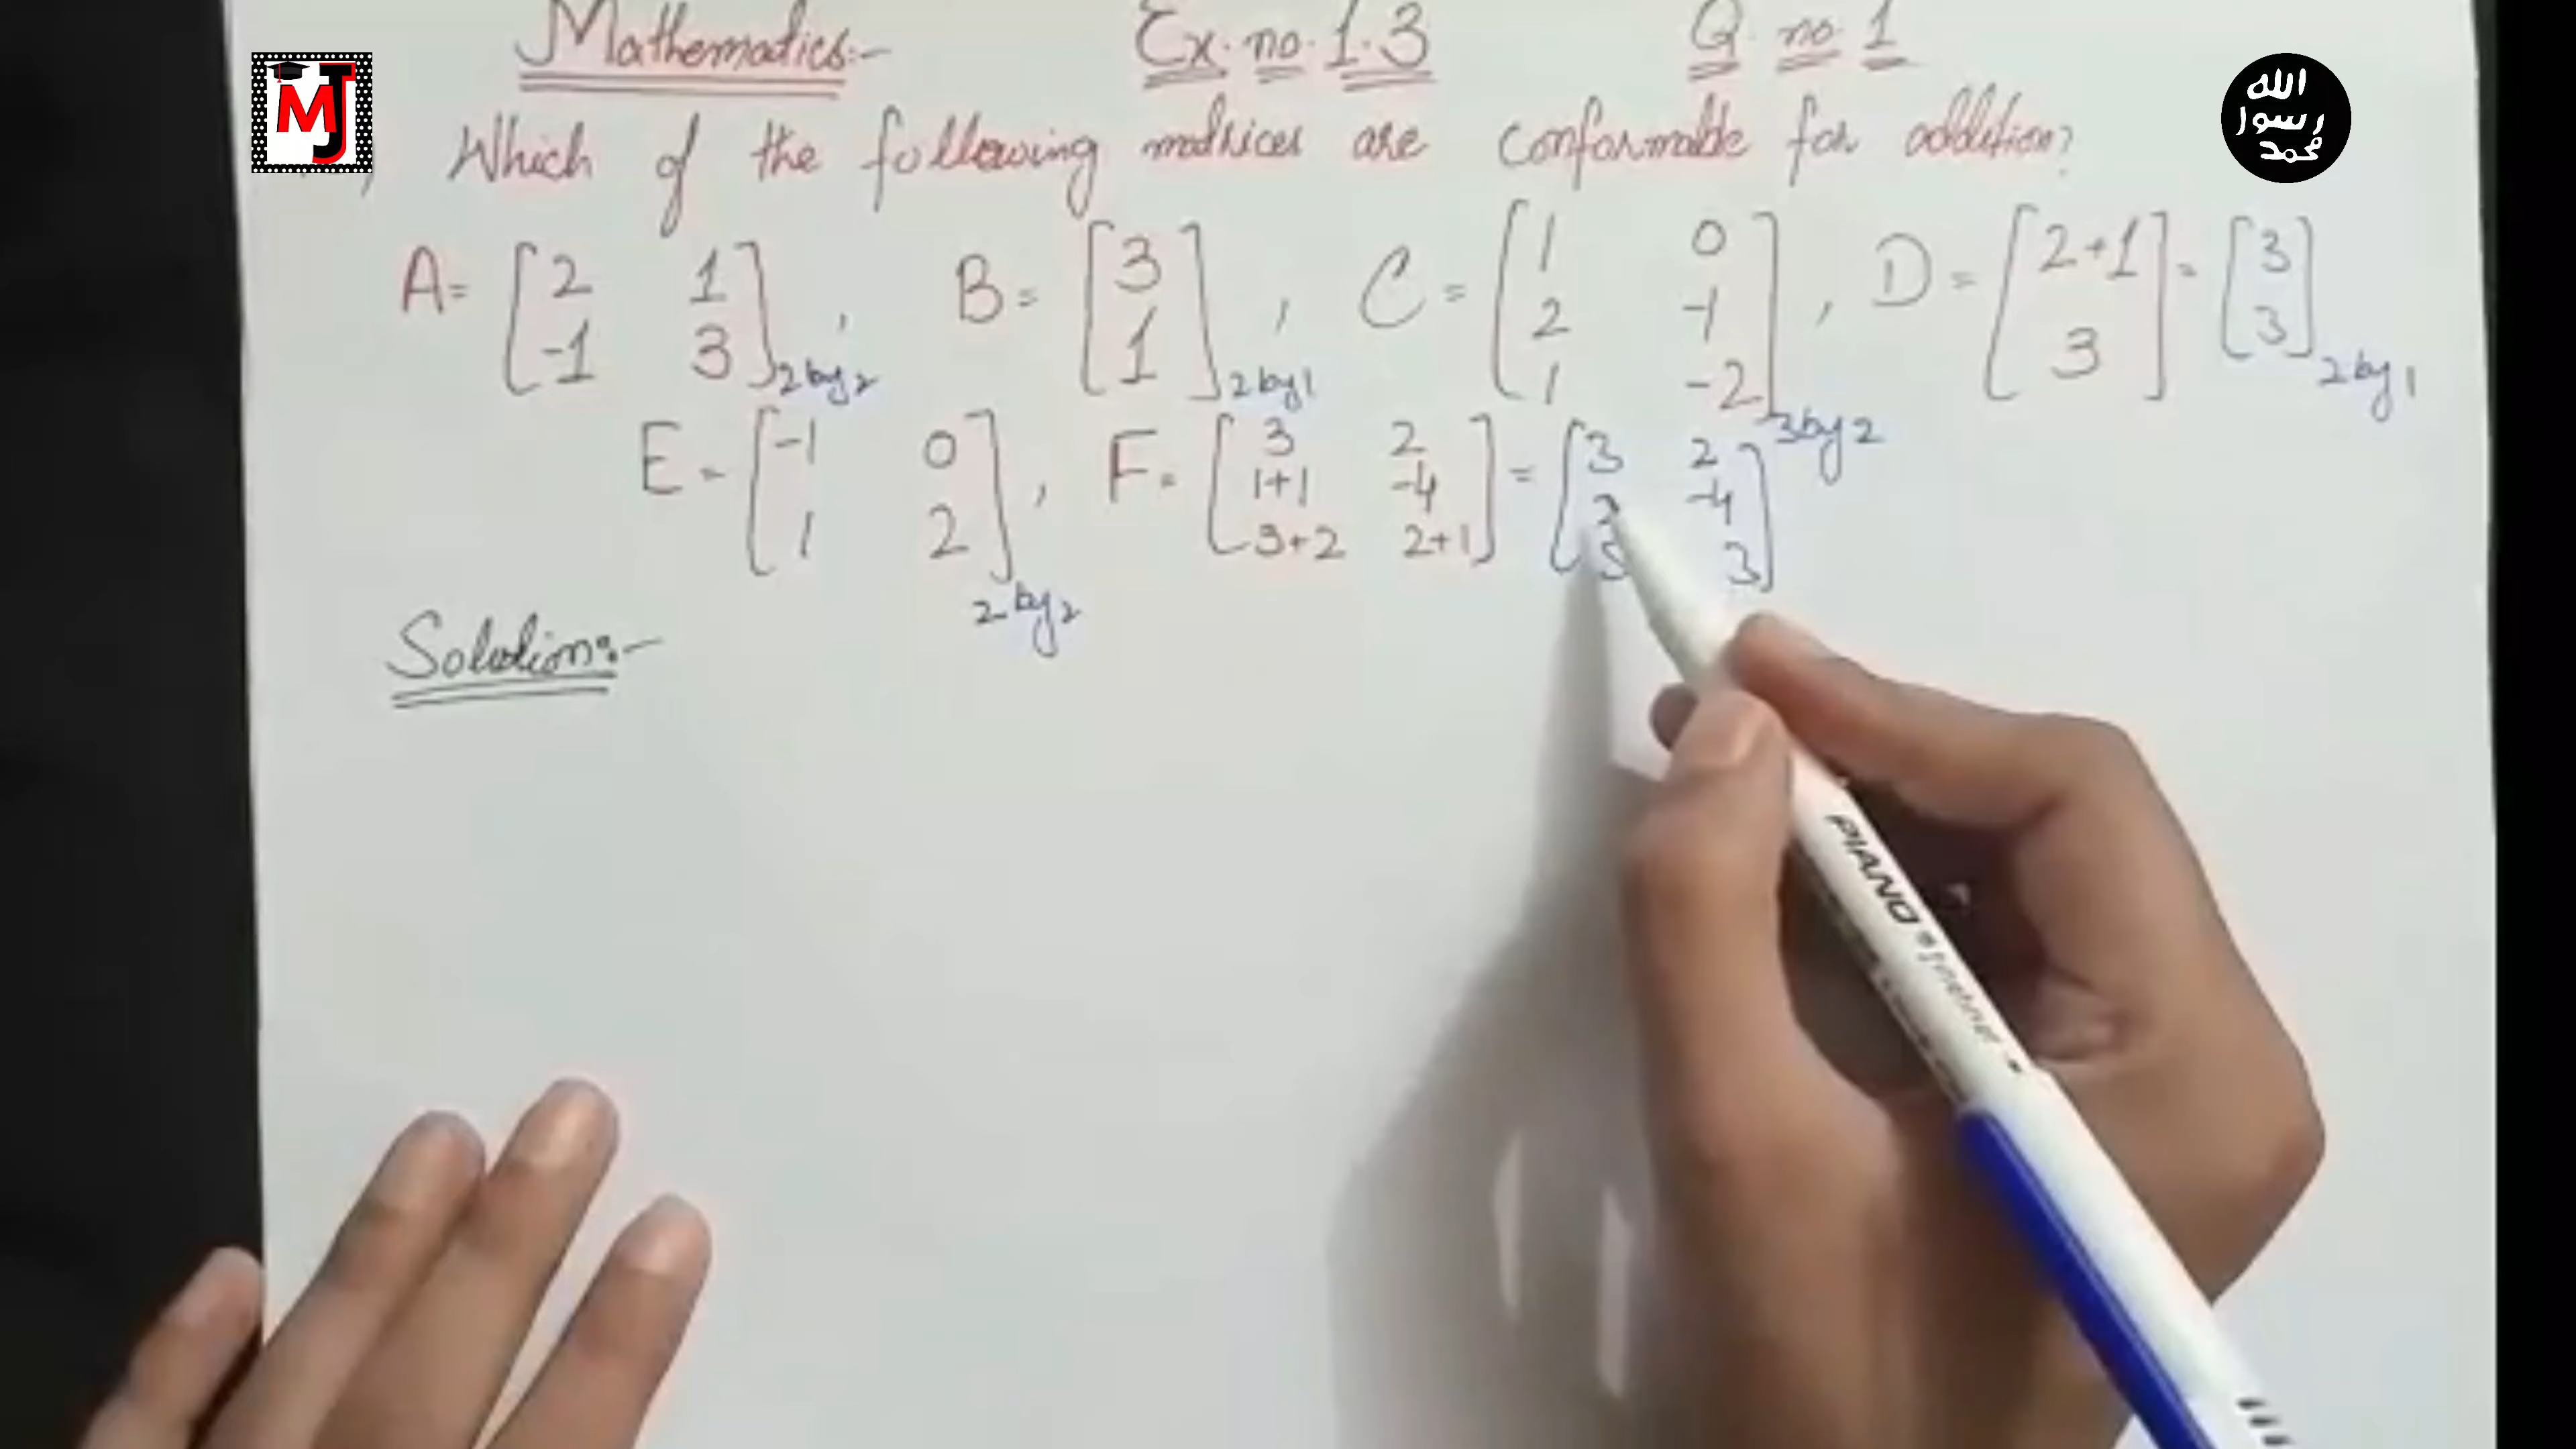 Mathematics:- Ex. no. 1.3 Q. no. 1
MJ
الله
رسول
محمد
Which of the following matrices are conformable for addition?
A = [2 1; -1 3] 2 by 2, B = [3; 1] 2 by 1, C = [1 0; 2 -1; 1 -2] 3 by 2, D = [2+1; 3] = [3; 3] 2 by 1
E = [-1 0; 1 2] 2 by 2, F = [3 2; 1+1 -4; 3+2 2+1] = [3 2; 2 -4; 5 3]
Solution:-
PIANO